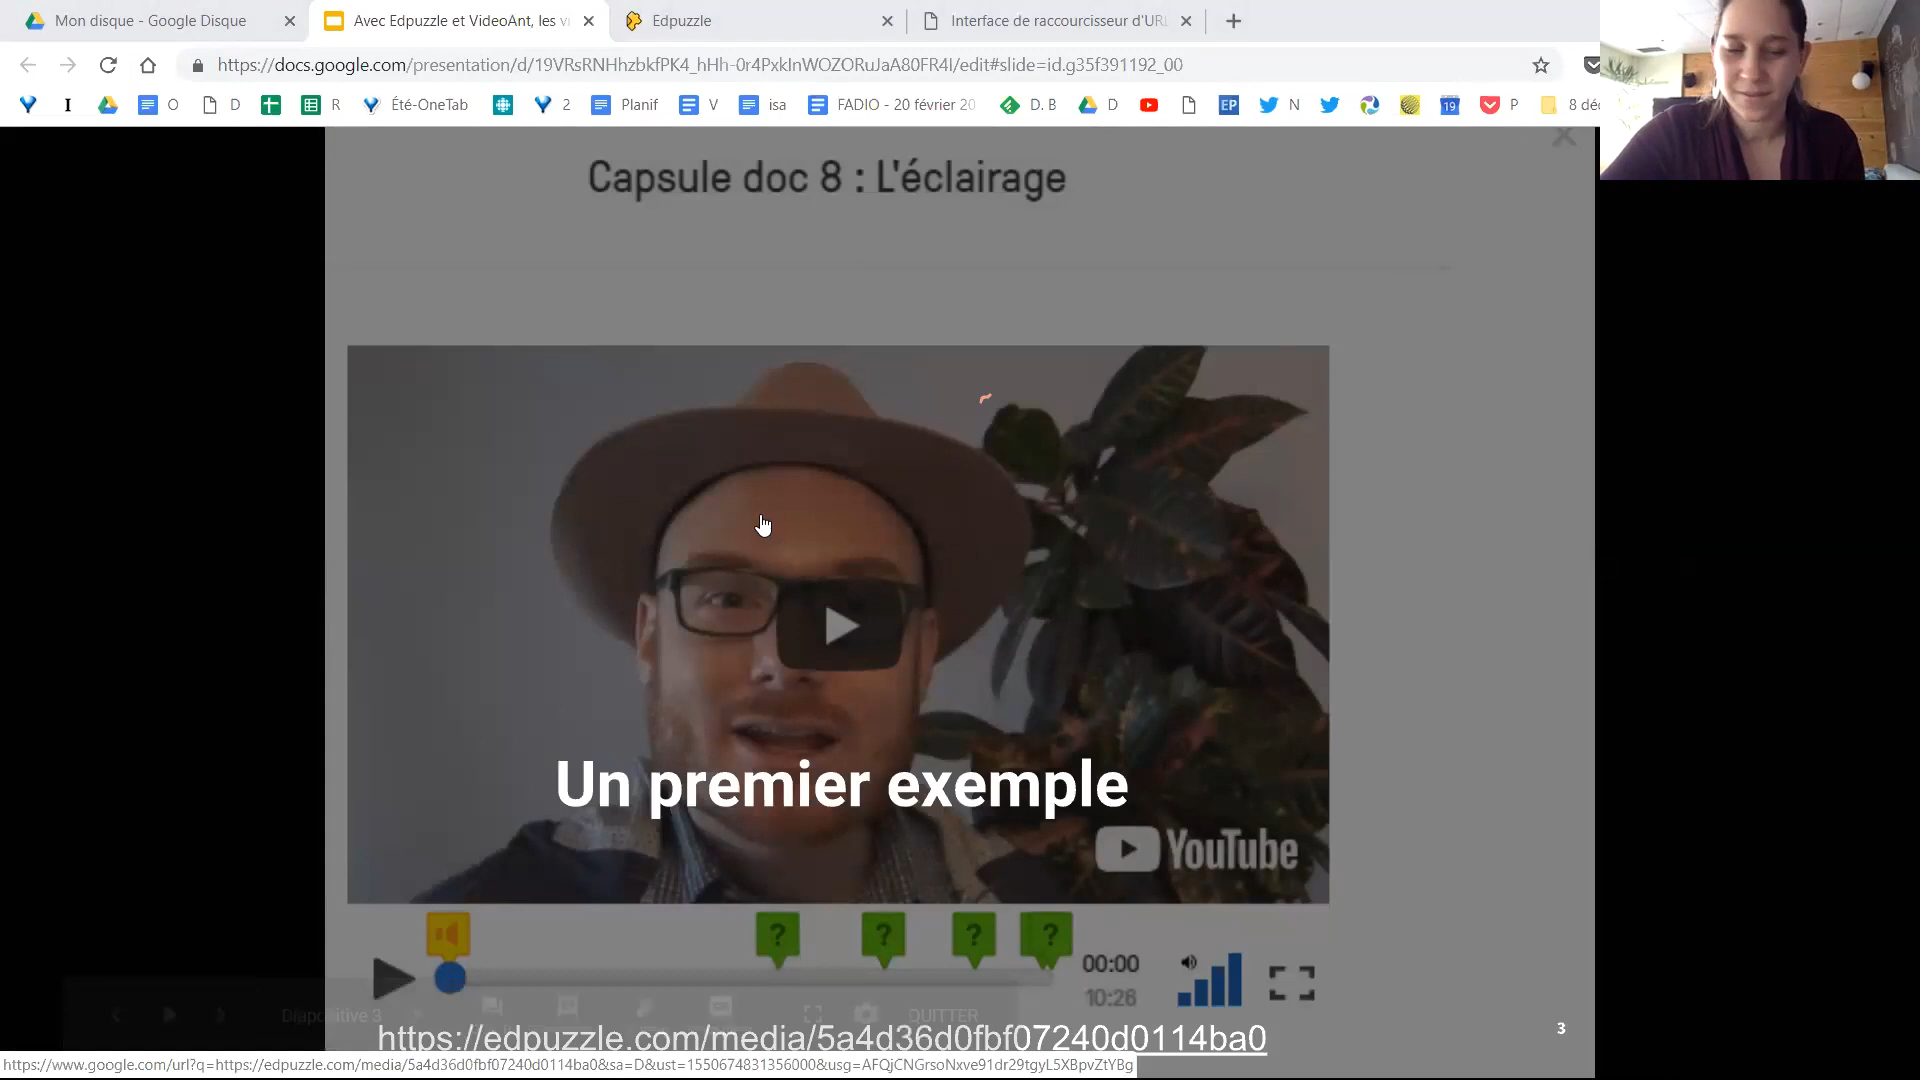 Mon disque - Google Disque
Avec Edpuzzle et VideoAnt, les v
Edpuzzle
Interface de raccourcisseur d'UR
https://docs.google.com/presentation/d/19VRsRNHhzbkfPK4_hHh-0r4PxkInWOZORuJaA80FR4I/edit#slide=id.g35f391192_00
I O D R Été-OneTab 2 Planif V isa FADIO - 20 février 20 D. B D EP N 19 P 8 déc
Capsule doc 8 : L'éclairage
Un premier exemple
YouTube
? ? ? ?
00:00
10:26
Diapositive 3
QUITTER
https://edpuzzle.com/media/5a4d36d0fbf07240d0114ba0
3
https://www.google.com/url?q=https://edpuzzle.com/media/5a4d36d0fbf07240d0114ba0&sa=D&ust=1550674831356000&usg=AFQjCNGrsoNxve91dr29tgyL5XBpvZtYBg